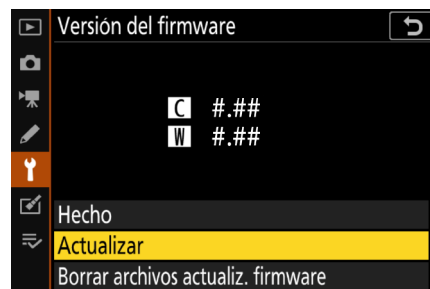 Versión del firmware
C #.##
W #.##
Hecho
Actualizar
Borrar archivos actualiz. firmware